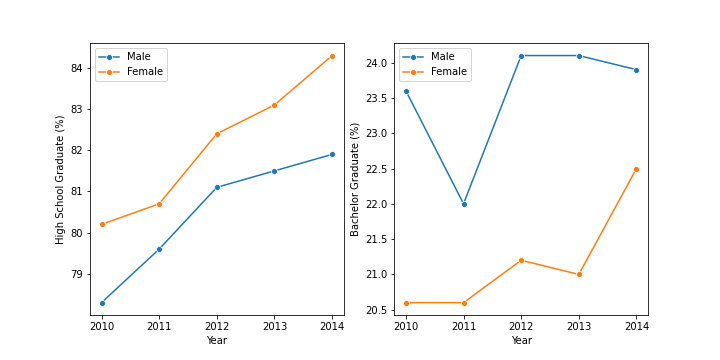 High School Graduate (%)
84
83
82
81
80
79
Male
Female
2010 2011 2012 2013 2014
Year
Bachelor Graduate (%)
24.0
23.5
23.0
22.5
22.0
21.5
21.0
20.5
Male
Female
2010 2011 2012 2013 2014
Year